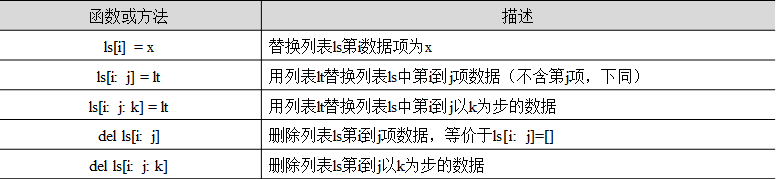 函数或方法 描述
ls[i] = x 替换列表ls第i数据项为x
ls[i: j] = lt 用列表lt替换列表ls中第i到j项数据（不含第j项，下同）
ls[i: j: k] = lt 用列表lt替换列表ls中第i到j以k为步的数据
del ls[i: j] 删除列表ls第i到j项数据，等价于ls[i: j]=[]
del ls[i: j: k] 删除列表ls第i到j以k为步的数据